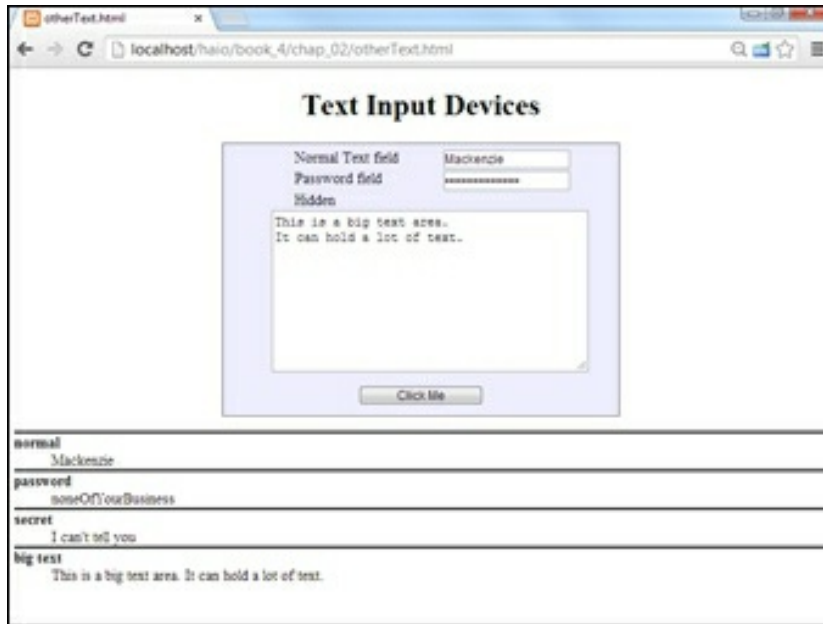 otherText.html
localhost/haio/book_4/chap_02/otherText.html
Text Input Devices
Normal Text field Mackenzie
Password field
Hidden
This is a big text area.
It can hold a lot of text.
Click Me
normal
Mackenzie
password
noneOfYourBusiness
secret
I can't tell you
big text
This is a big text area. It can hold a lot of text.